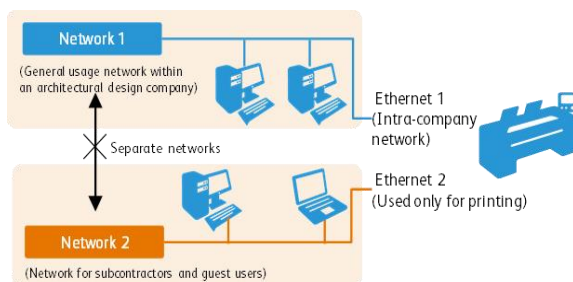 Network 1
(General usage network within
an architectural design company)
Ethernet 1
(Intra-company
network)
Separate networks
Ethernet 2
(Used only for printing)
Network 2
(Network for subcontractors and guest users)